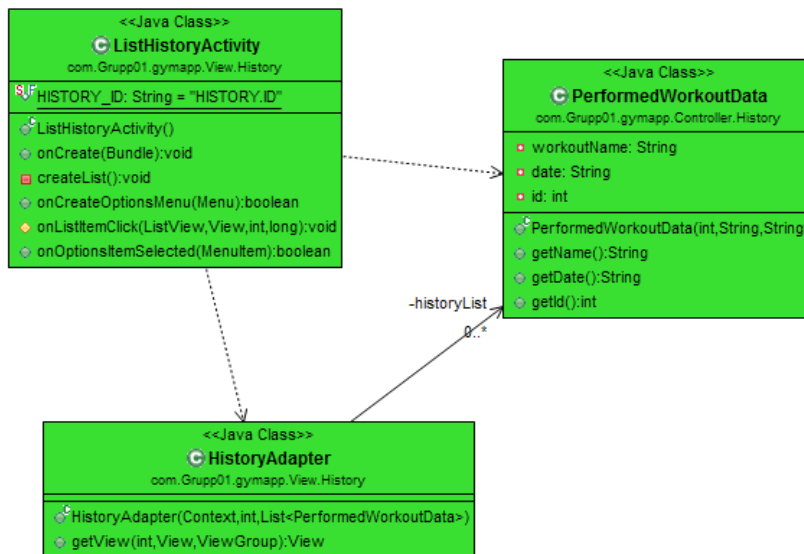 <<Java Class>>
ListHistoryActivity
com.Grupp01.gymapp.View.History
HISTORY_ID: String = "HISTORY.ID"
ListHistoryActivity()
onCreate(Bundle):void
createList():void
onCreateOptionsMenu(Menu):boolean
onListItemClick(ListView,View,int,long):void
onOptionsItemSelected(MenuItem):boolean
<<Java Class>>
PerformedWorkoutData
com.Grupp01.gymapp.Controller.History
workoutName: String
date: String
id: int
PerformedWorkoutData(int,String,String
getName():String
getDate():String
getId():int
-historyList
0..*
<<Java Class>>
HistoryAdapter
com.Grupp01.gymapp.View.History
HistoryAdapter(Context,int,List<PerformedWorkoutData>)
getView(int,View,ViewGroup):View